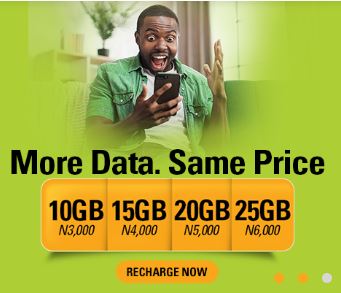 More Data. Same Price
10GB 15GB 20GB 25GB
N3,000 N4,000 N5,000 N6,000
RECHARGE NOW